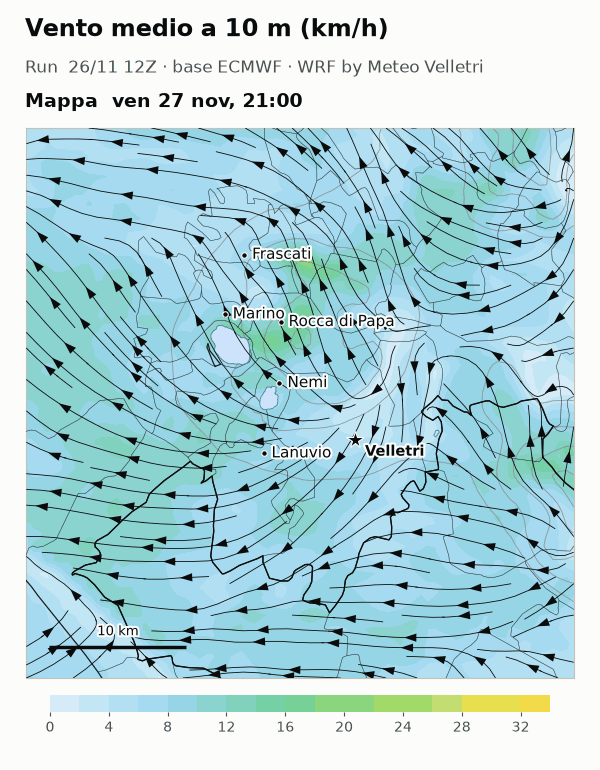 Vento medio a 10 m (km/h)
Run  26/11 12Z · base ECMWF · WRF by Meteo Velletri
Mappa  ven 27 nov, 21:00
Frascati
Marino
Rocca di Papa
Nemi
Lanuvio
Velletri
10 km
0 4 8 12 16 20 24 28 32